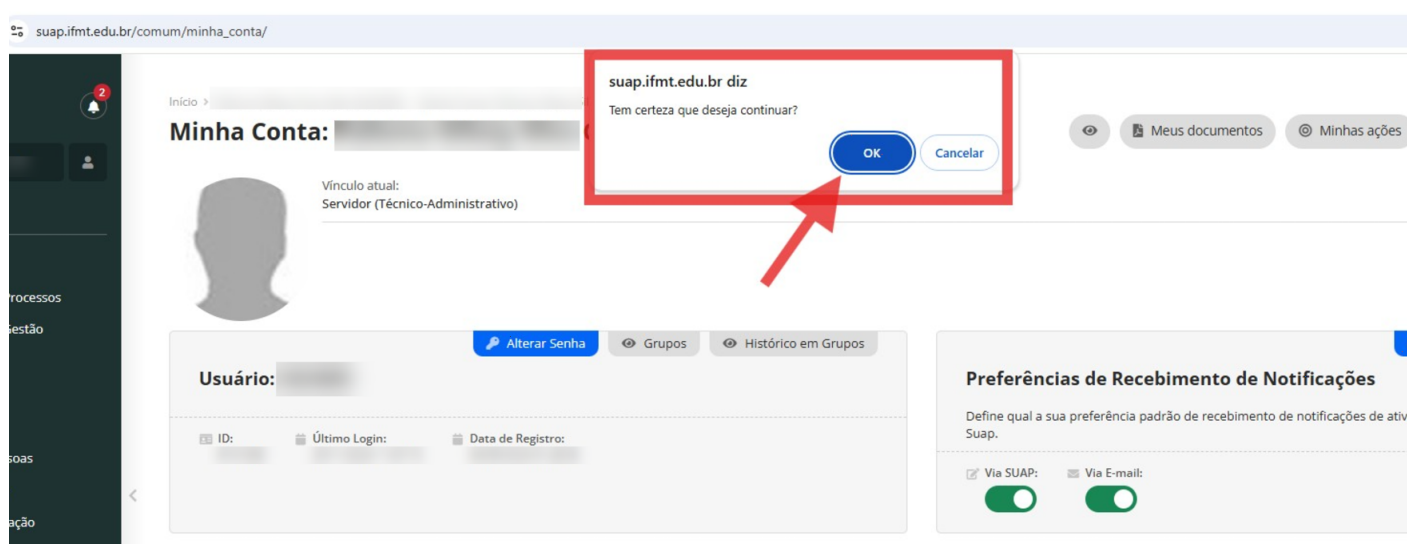 suap.ifmt.edu.br/comum/minha_conta/
2
suap.ifmt.edu.br diz
Tem certeza que deseja continuar?
OK
Cancelar
Início >
Minha Conta:
Meus documentos
Minhas ações
Vínculo atual:
Servidor (Técnico-Administrativo)
rocessos
estão
soas
ação
Alterar Senha
Grupos
Histórico em Grupos
Usuário:
ID:
Último Login:
Data de Registro:
Preferências de Recebimento de Notificações
Define qual a sua preferência padrão de recebimento de notificações de ativ
Suap.
Via SUAP:
Via E-mail: